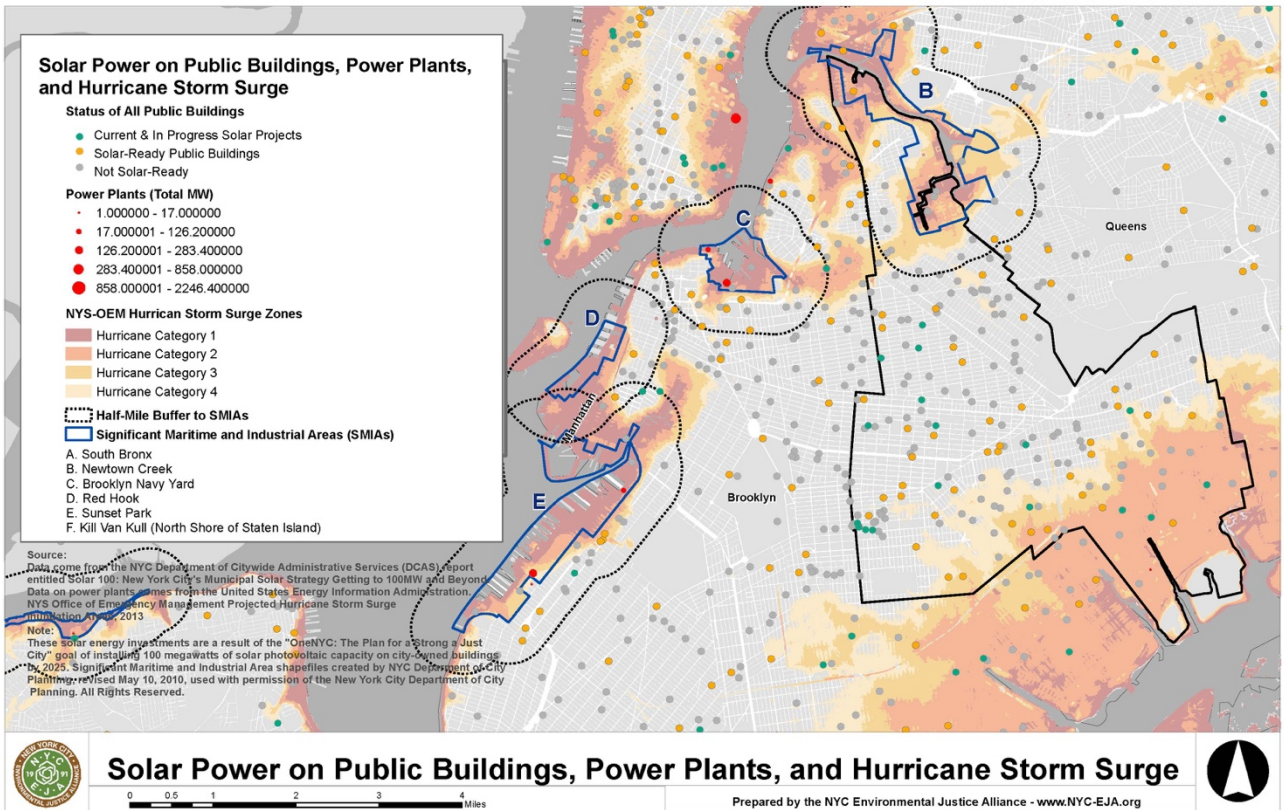 Solar Power on Public Buildings, Power Plants,
and Hurricane Storm Surge
Status of All Public Buildings
Current & In Progress Solar Projects
Solar-Ready Public Buildings
Not Solar-Ready
Power Plants (Total MW)
1.000000 - 17.000000
17.000001 - 126.200000
126.200001 - 283.400000
283.400001 - 858.000000
858.000001 - 2246.400000
NYS-OEM Hurrican Storm Surge Zones
Hurricane Category 1
Hurricane Category 2
Hurricane Category 3
Hurricane Category 4
Half-Mile Buffer to SMIAs
Significant Maritime and Industrial Areas (SMIAs)
A. South Bronx
B. Newtown Creek
C. Brooklyn Navy Yard
D. Red Hook
E. Sunset Park
F. Kill Van Kull (North Shore of Staten Island)
Source:
Data come from the NYC Department of Citywide Administrative Services (DCAS) report
entitled Solar 100: New York City's Municipal Solar Strategy Getting to 100MW and Beyond
Data on power plants comes from the United States Energy Information Administration.
NYS Office of Emergency Management Projected Hurricane Storm Surge
Inundation Areas, 2013
Note:
These solar energy investments are a result of the "OneNYC: The Plan for a Strong a Just
City" goal of installing 100 megawatts of solar photovoltaic capacity on city-owned buildings
by 2025. Significant Maritime and Industrial Area shapefiles created by NYC Department of City
Planning, revised May 10, 2010, used with permission of the New York City Department of City
Planning. All Rights Reserved.
B
C
D
E
Queens
Manhattan
Brooklyn
NEW YORK CITY
ENVIRONMENTAL JUSTICE ALLIANCE
N.Y.C
19 91
E.J.A
Solar Power on Public Buildings, Power Plants, and Hurricane Storm Surge
0 0.5 1 2 3 4
Miles
Prepared by the NYC Environmental Justice Alliance - www.NYC-EJA.org